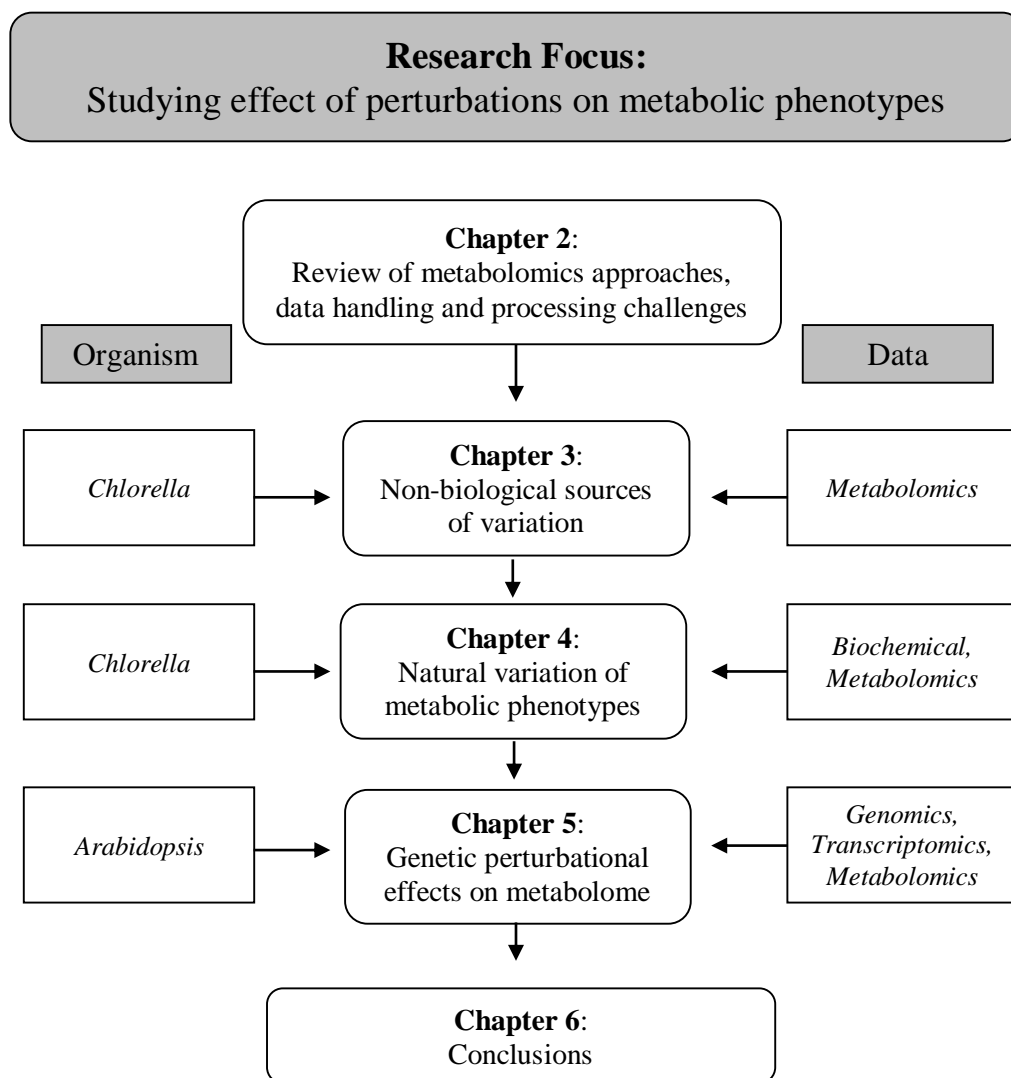 Research Focus:
Studying effect of perturbations on metabolic phenotypes
Chapter 2:
Review of metabolomics approaches,
data handling and processing challenges
Organism
Data
Chlorella
Chapter 3:
Non-biological sources
of variation
Metabolomics
Chlorella
Chapter 4:
Natural variation of
metabolic phenotypes
Biochemical,
Metabolomics
Arabidopsis
Chapter 5:
Genetic perturbational
effects on metabolome
Genomics,
Transcriptomics,
Metabolomics
Chapter 6:
Conclusions